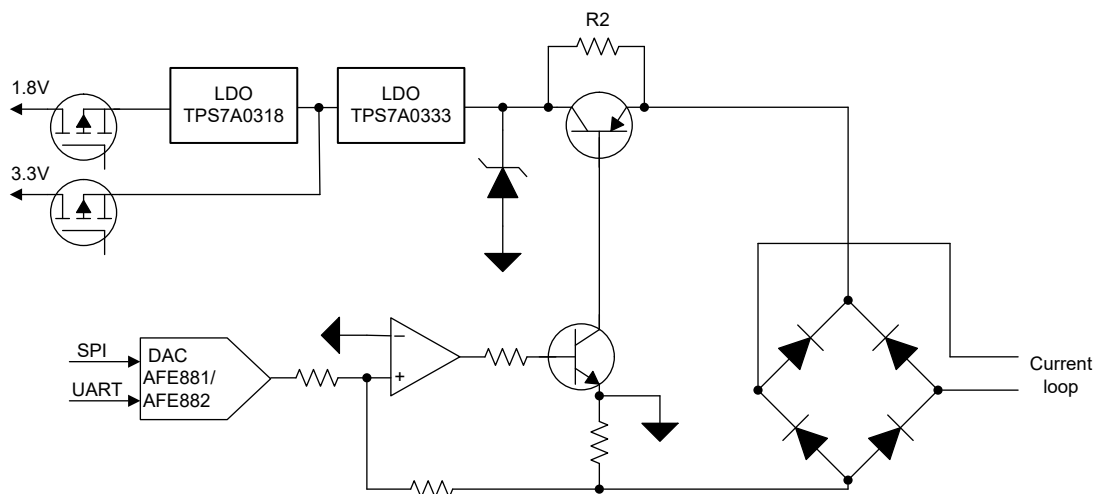 R2
1.8V
LDO
TPS7A0318
LDO
TPS7A0333
3.3V
SPI
UART
DAC
AFE881/
AFE882
−
+
Current
loop